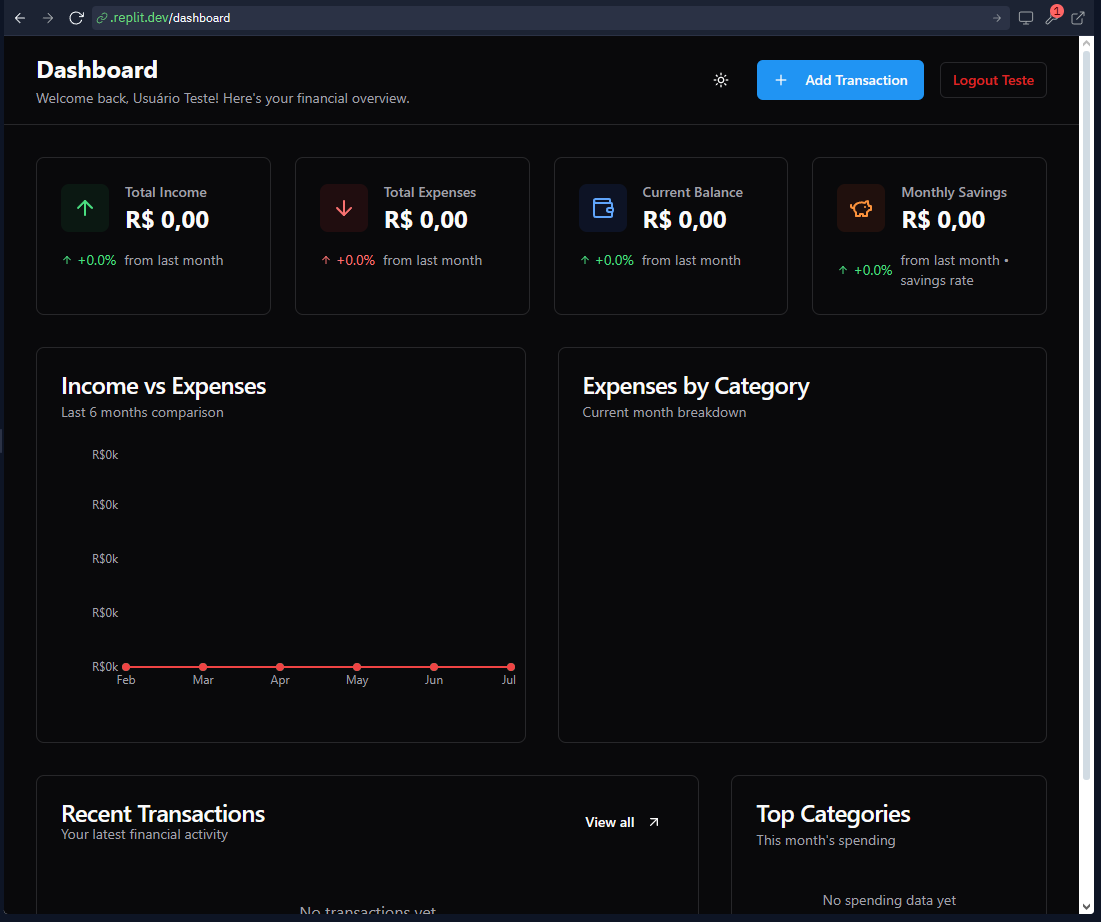 .replit.dev/dashboard
1
Dashboard
Welcome back, Usuário Teste! Here's your financial overview.
Add Transaction
Logout Teste
Total Income
R$ 0,00
+0.0% from last month
Total Expenses
R$ 0,00
+0.0% from last month
Current Balance
R$ 0,00
+0.0% from last month
Monthly Savings
R$ 0,00
+0.0% from last month •
savings rate
Income vs Expenses
Last 6 months comparison
R$0k
R$0k
R$0k
R$0k
R$0k
Feb Mar Apr May Jun Jul
Expenses by Category
Current month breakdown
Recent Transactions
Your latest financial activity
View all
No transactions yet
Top Categories
This month's spending
No spending data yet